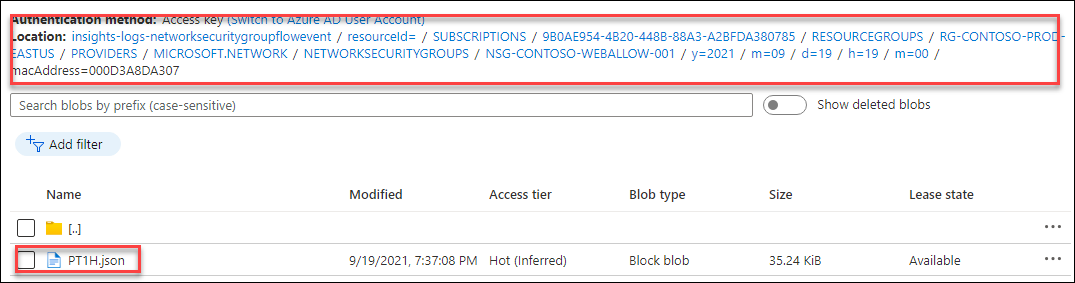 Authentication method: Access key (Switch to Azure AD User Account)
Location: insights-logs-networksecuritygroupflowevent / resourceId= / SUBSCRIPTIONS / 9B0AE954-4B20-448B-88A3-A2BFDA380785 / RESOURCEGROUPS / RG-CONTOSO-PROD-
EASTUS / PROVIDERS / MICROSOFT.NETWORK / NETWORKSECURITYGROUPS / NSG-CONTOSO-WEBALLOW-001 / y=2021 / m=09 / d=19 / h=19 / m=00 /
macAddress=000D3A8DA307
Search blobs by prefix (case-sensitive) Show deleted blobs
Add filter
Name Modified Access tier Blob type Size Lease state
[..] ...
PT1H.json 9/19/2021, 7:37:08 PM Hot (Inferred) Block blob 35.24 KiB Available ...